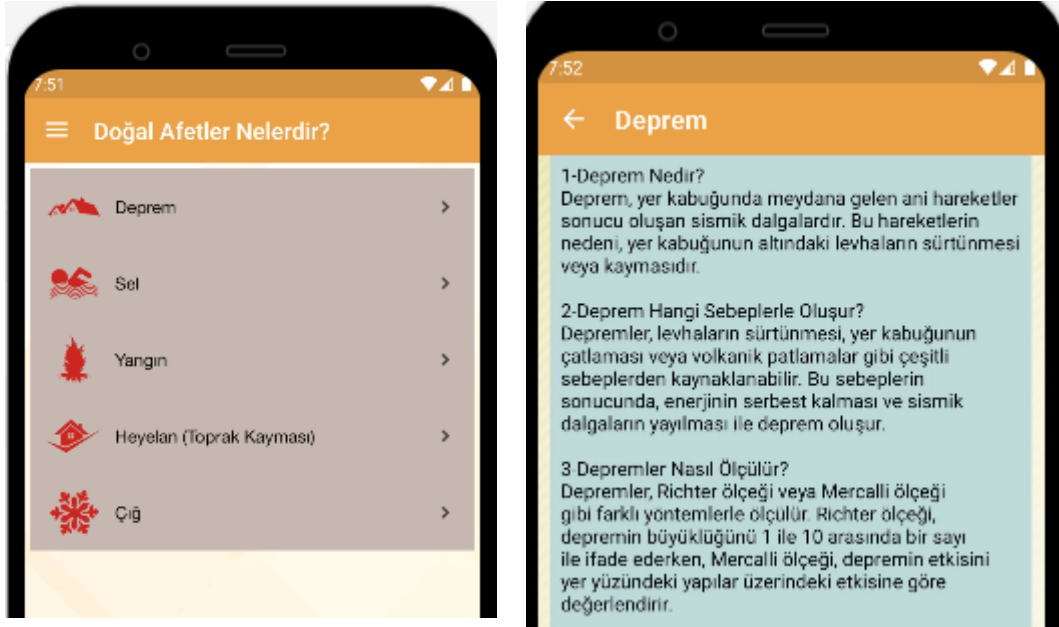 7:51
Doğal Afetler Nelerdir?
Deprem
Sel
Yangın
Heyelan (Toprak Kayması)
Çığ
7:52
Deprem
1-Deprem Nedir?
Deprem, yer kabuğunda meydana gelen ani hareketler
sonucu oluşan sismik dalgalardır. Bu hareketlerin
nedeni, yer kabuğunun altındaki levhaların sürtünmesi
veya kaymasıdır.
2-Deprem Hangi Sebeplerle Oluşur?
Depremler, levhaların sürtünmesi, yer kabuğunun
çatlaması veya volkanik patlamalar gibi çeşitli
sebeplerden kaynaklanabilir. Bu sebeplerin
sonucunda, enerjinin serbest kalması ve sismik
dalgaların yayılması ile deprem oluşur.
3-Depremler Nasıl Ölçülür?
Depremler, Richter ölçeği veya Mercalli ölçeği
gibi farklı yöntemlerle ölçülür. Richter ölçeği,
depremin büyüklüğünü 1 ile 10 arasında bir sayı
ile ifade ederken, Mercalli ölçeği, depremin etkisini
yer yüzündeki yapılar üzerindeki etkisine göre
değerlendirir.